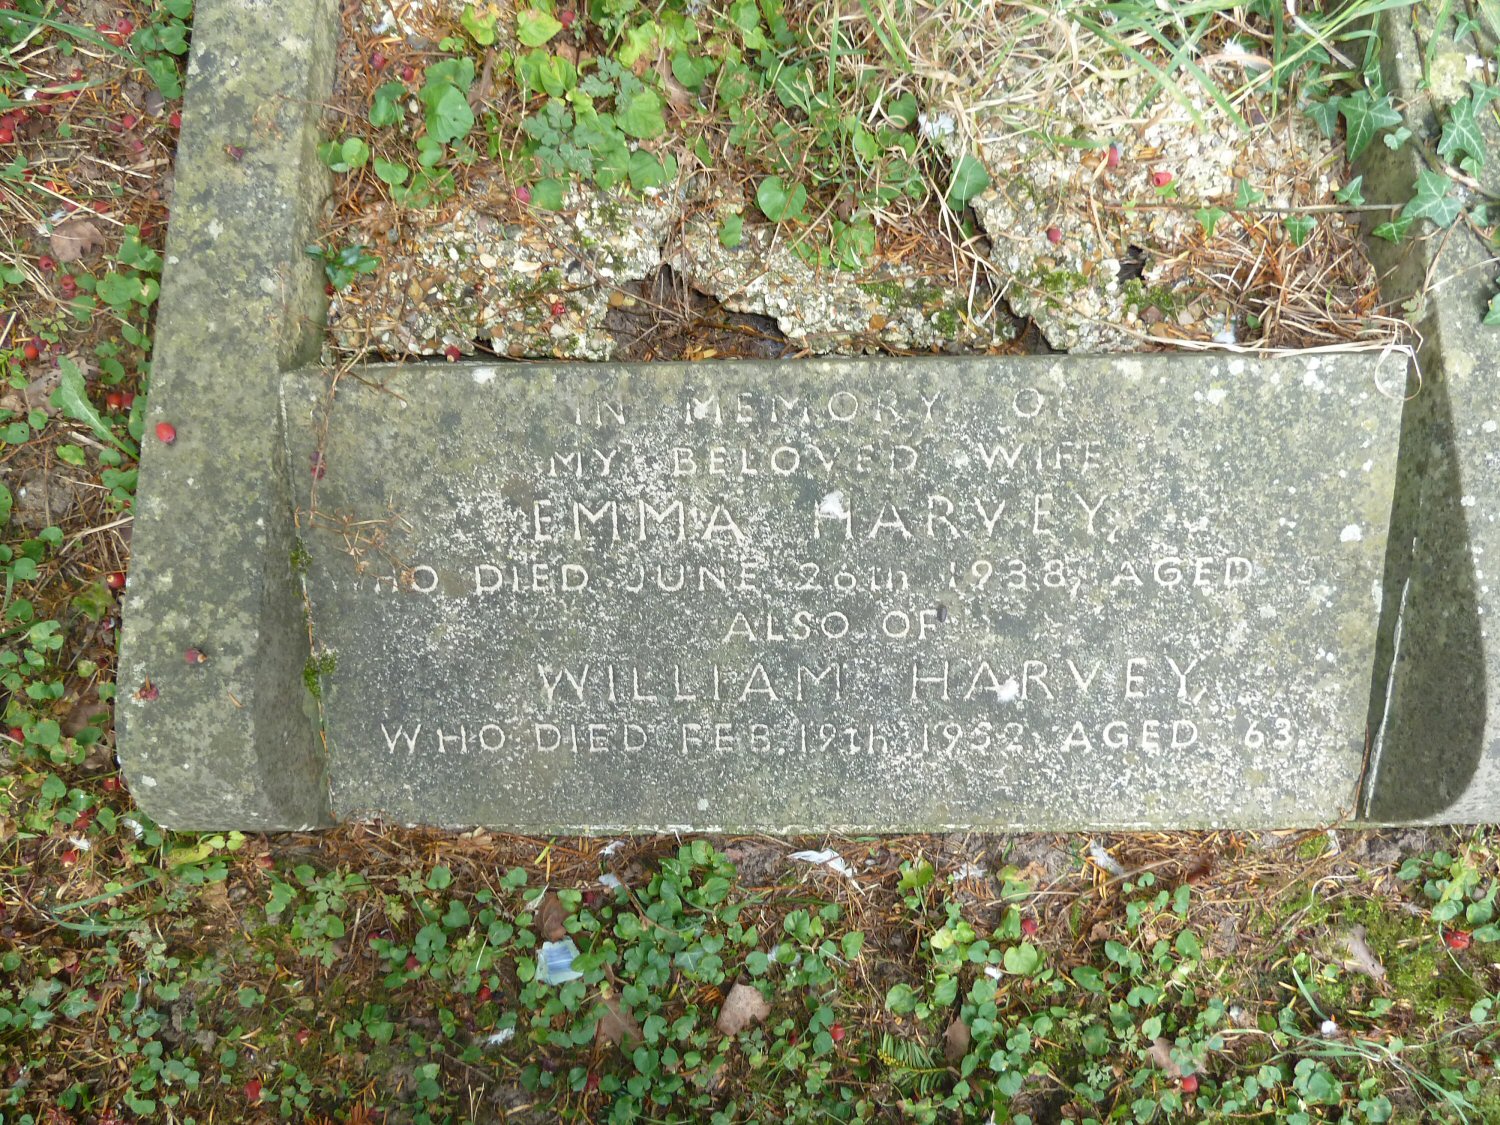 IN MEMORY OF
MY BELOVED WIFE
EMMA HARVEY,
WHO DIED JUNE 26th 1938, AGED
ALSO OF
WILLIAM HARVEY,
WHO DIED FEB. 19th, 1952 AGED 63.